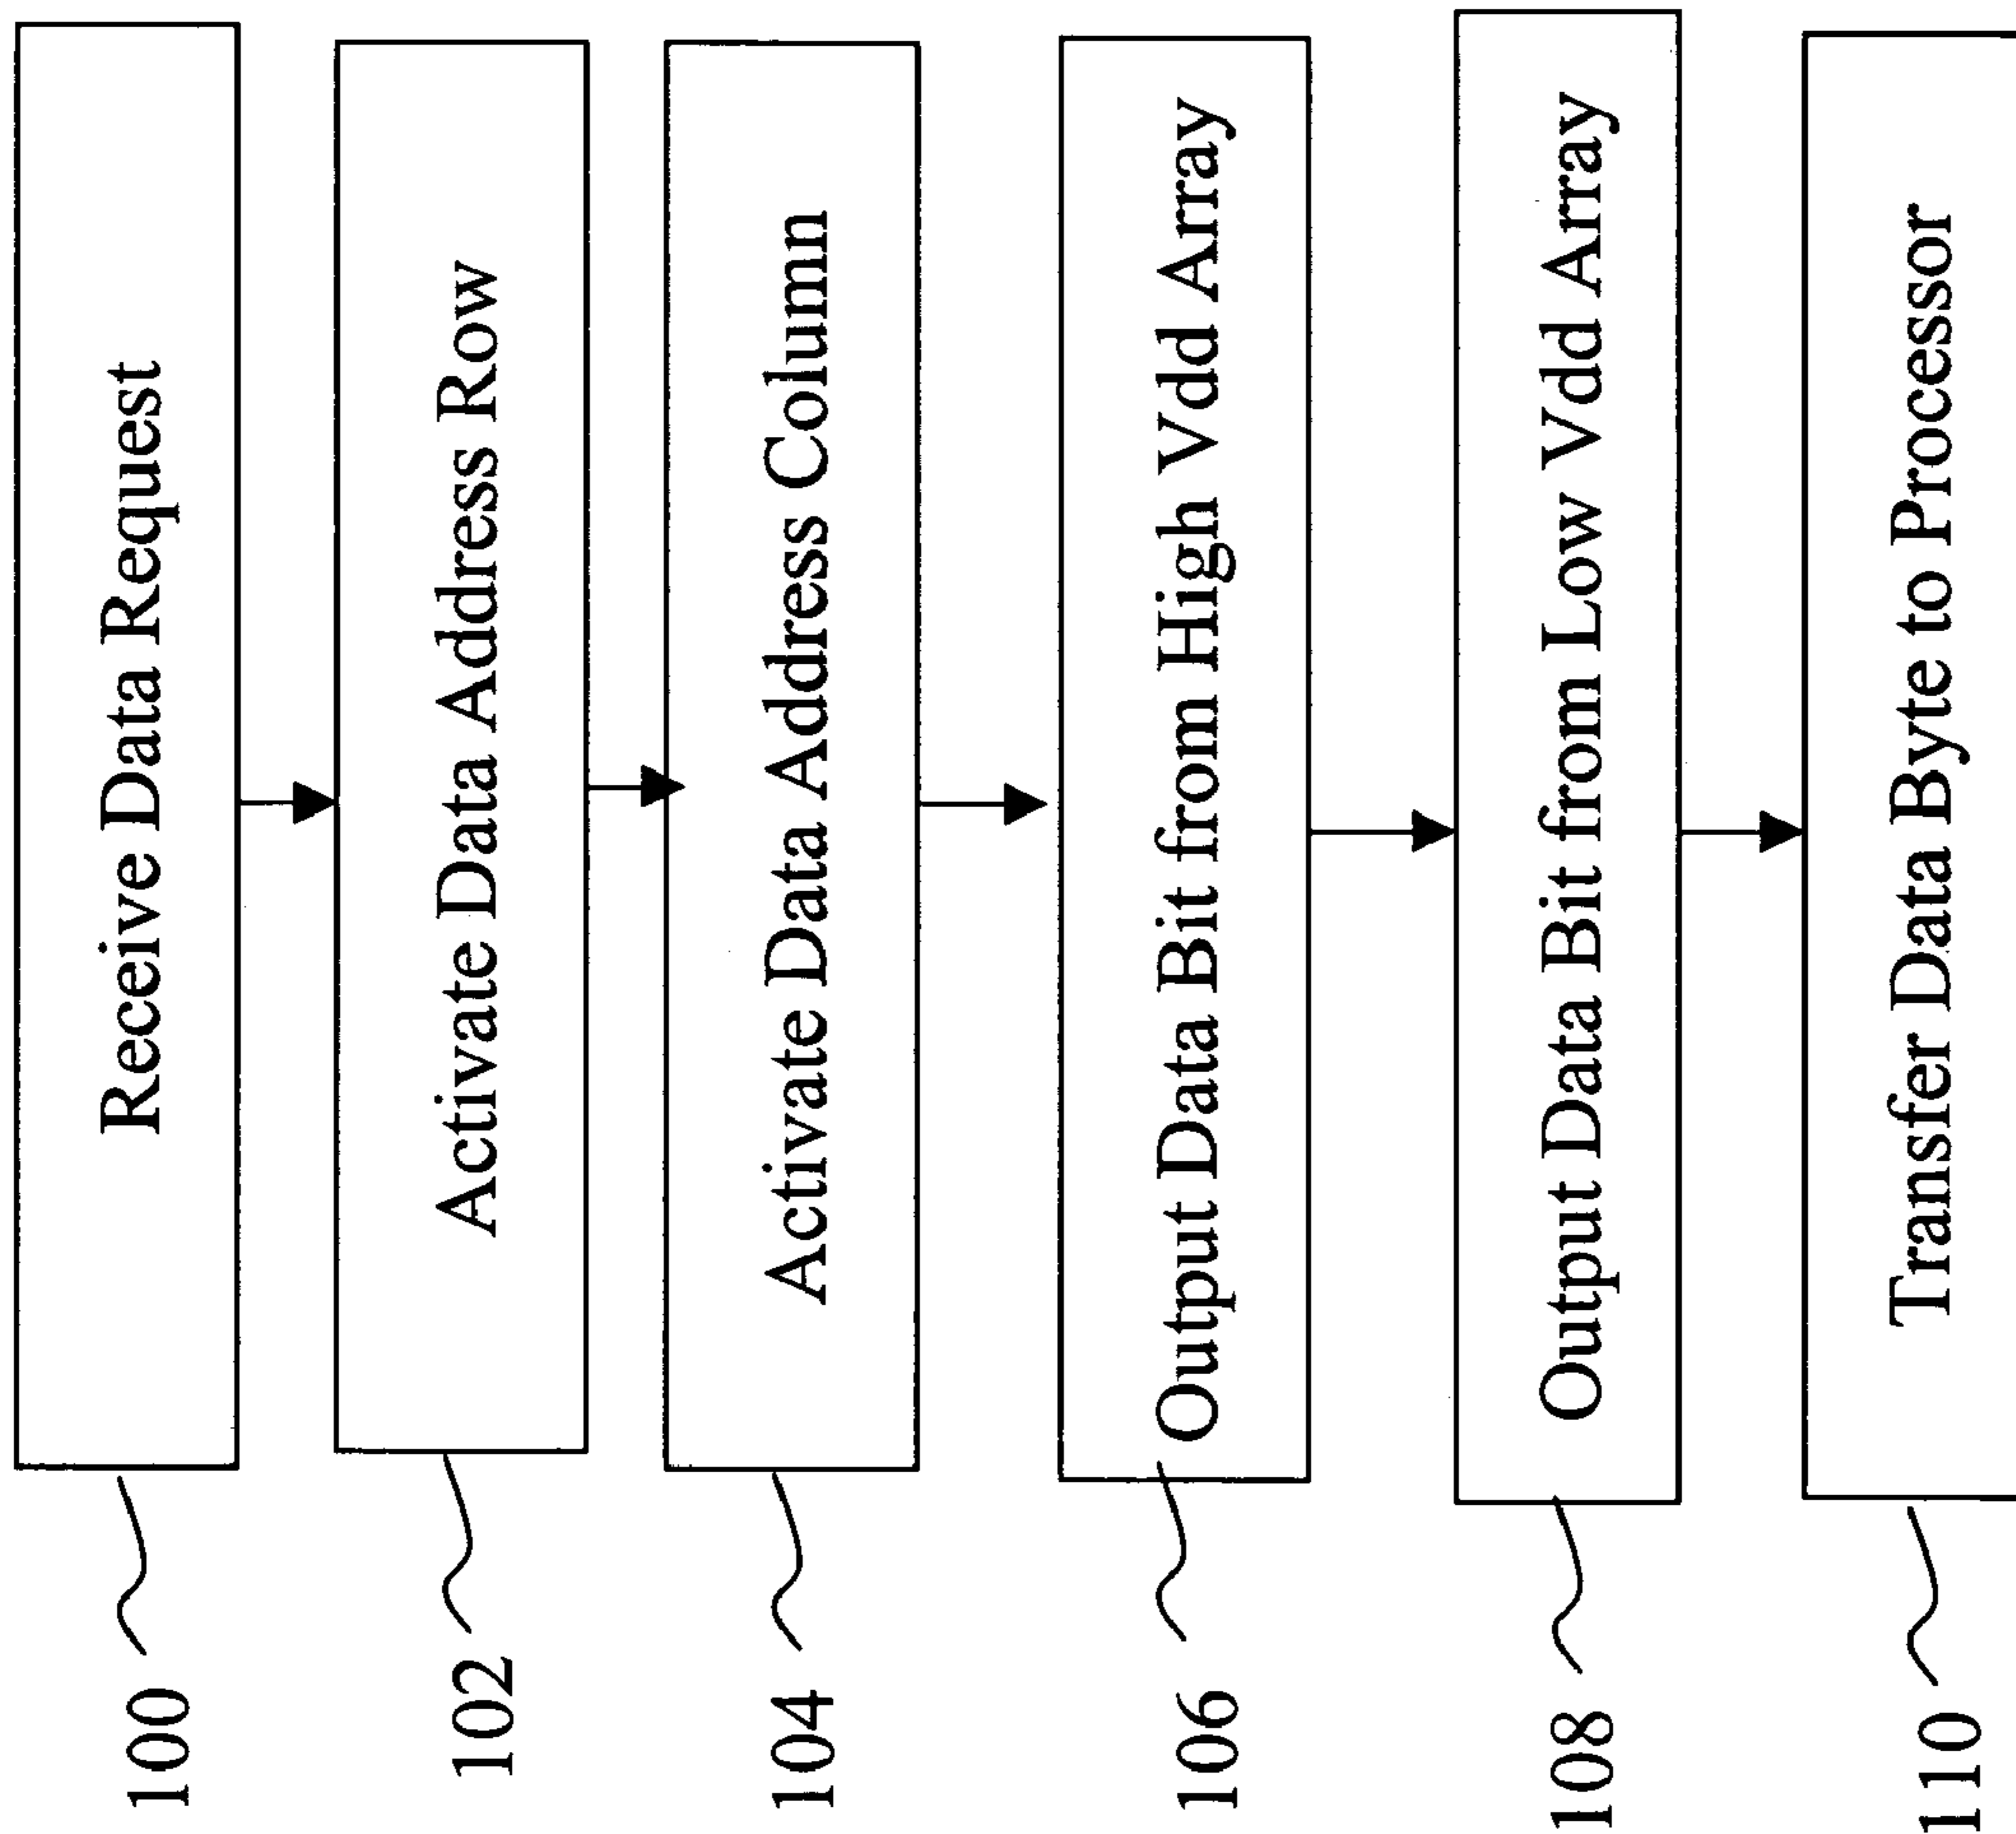 100 Receive Data Request
102 Activate Data Address Row
104 Activate Data Address Column
106 Output Data Bit from High Vdd Array
108 Output Data Bit from Low Vdd Array
110 Transfer Data Byte to Processor